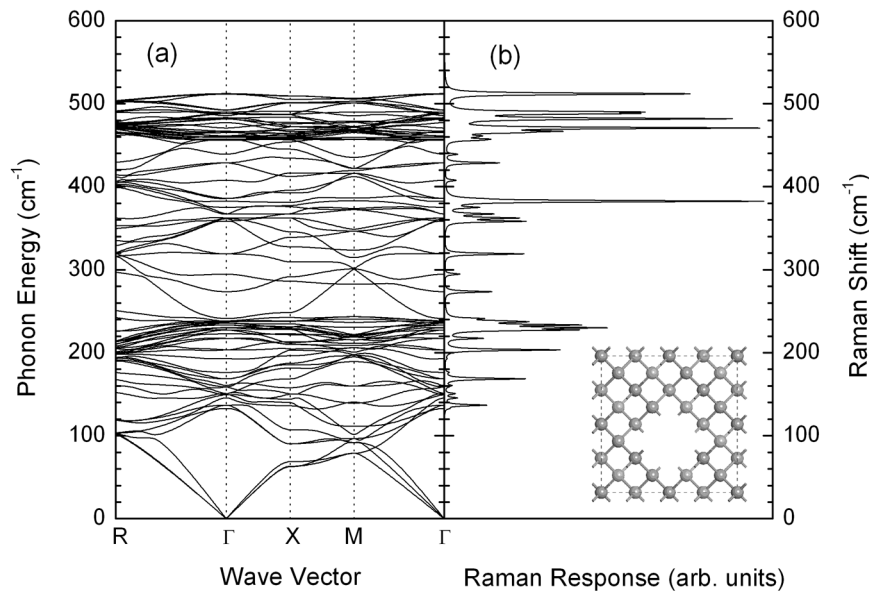 600
500
400
300
200
100
0
Phonon Energy (cm⁻¹)
(a)
R Γ X M Γ
Wave Vector
(b)
Raman Response (arb. units)
600
500
400
300
200
100
0
Raman Shift (cm⁻¹)